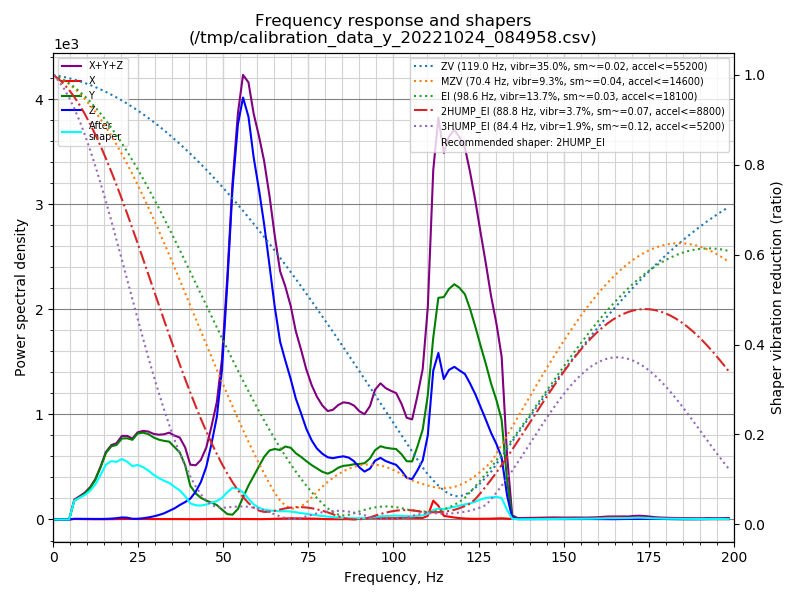 Frequency response and shapers
(/tmp/calibration_data_y_20221024_084958.csv)
1e3
X+Y+Z
X
Y
Z
After
shaper
ZV (119.0 Hz, vibr=35.0%, sm~=0.02, accel<=55200)
MZV (70.4 Hz, vibr=9.3%, sm~=0.04, accel<=14600)
EI (98.6 Hz, vibr=13.7%, sm~=0.03, accel<=18100)
2HUMP_EI (88.8 Hz, vibr=3.7%, sm~=0.07, accel<=8800)
3HUMP_EI (84.4 Hz, vibr=1.9%, sm~=0.12, accel<=5200)
Recommended shaper: 2HUMP_EI
4
3
2
1
0
Power spectral density
1.0
0.8
0.6
0.4
0.2
0.0
Shaper vibration reduction (ratio)
0 25 50 75 100 125 150 175 200
Frequency, Hz